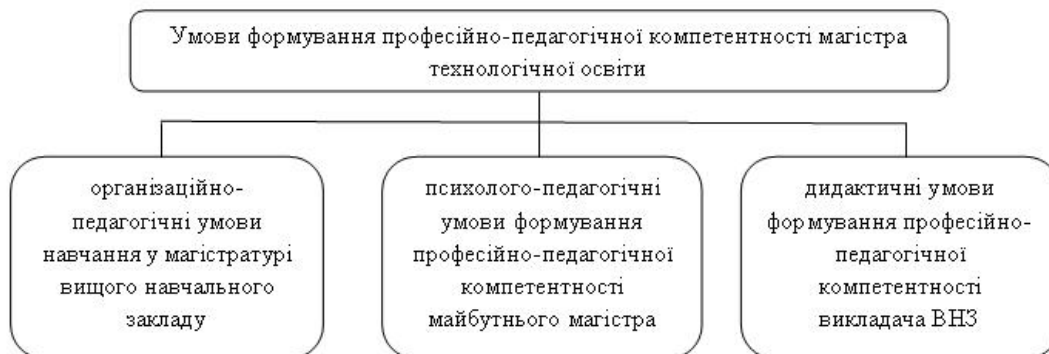 Умови формування професійно-педагогічної компетентності магістра
технологічної освіти
організаційно-
педагогічні умови
навчання у магістратурі
вищого навчального
закладу
психолого-педагогічні
умови формування
професійно-педагогічної
компетентності
майбутнього магістра
дидактичні умови
формування професійно-
педагогічної
компетентності
викладача ВНЗ